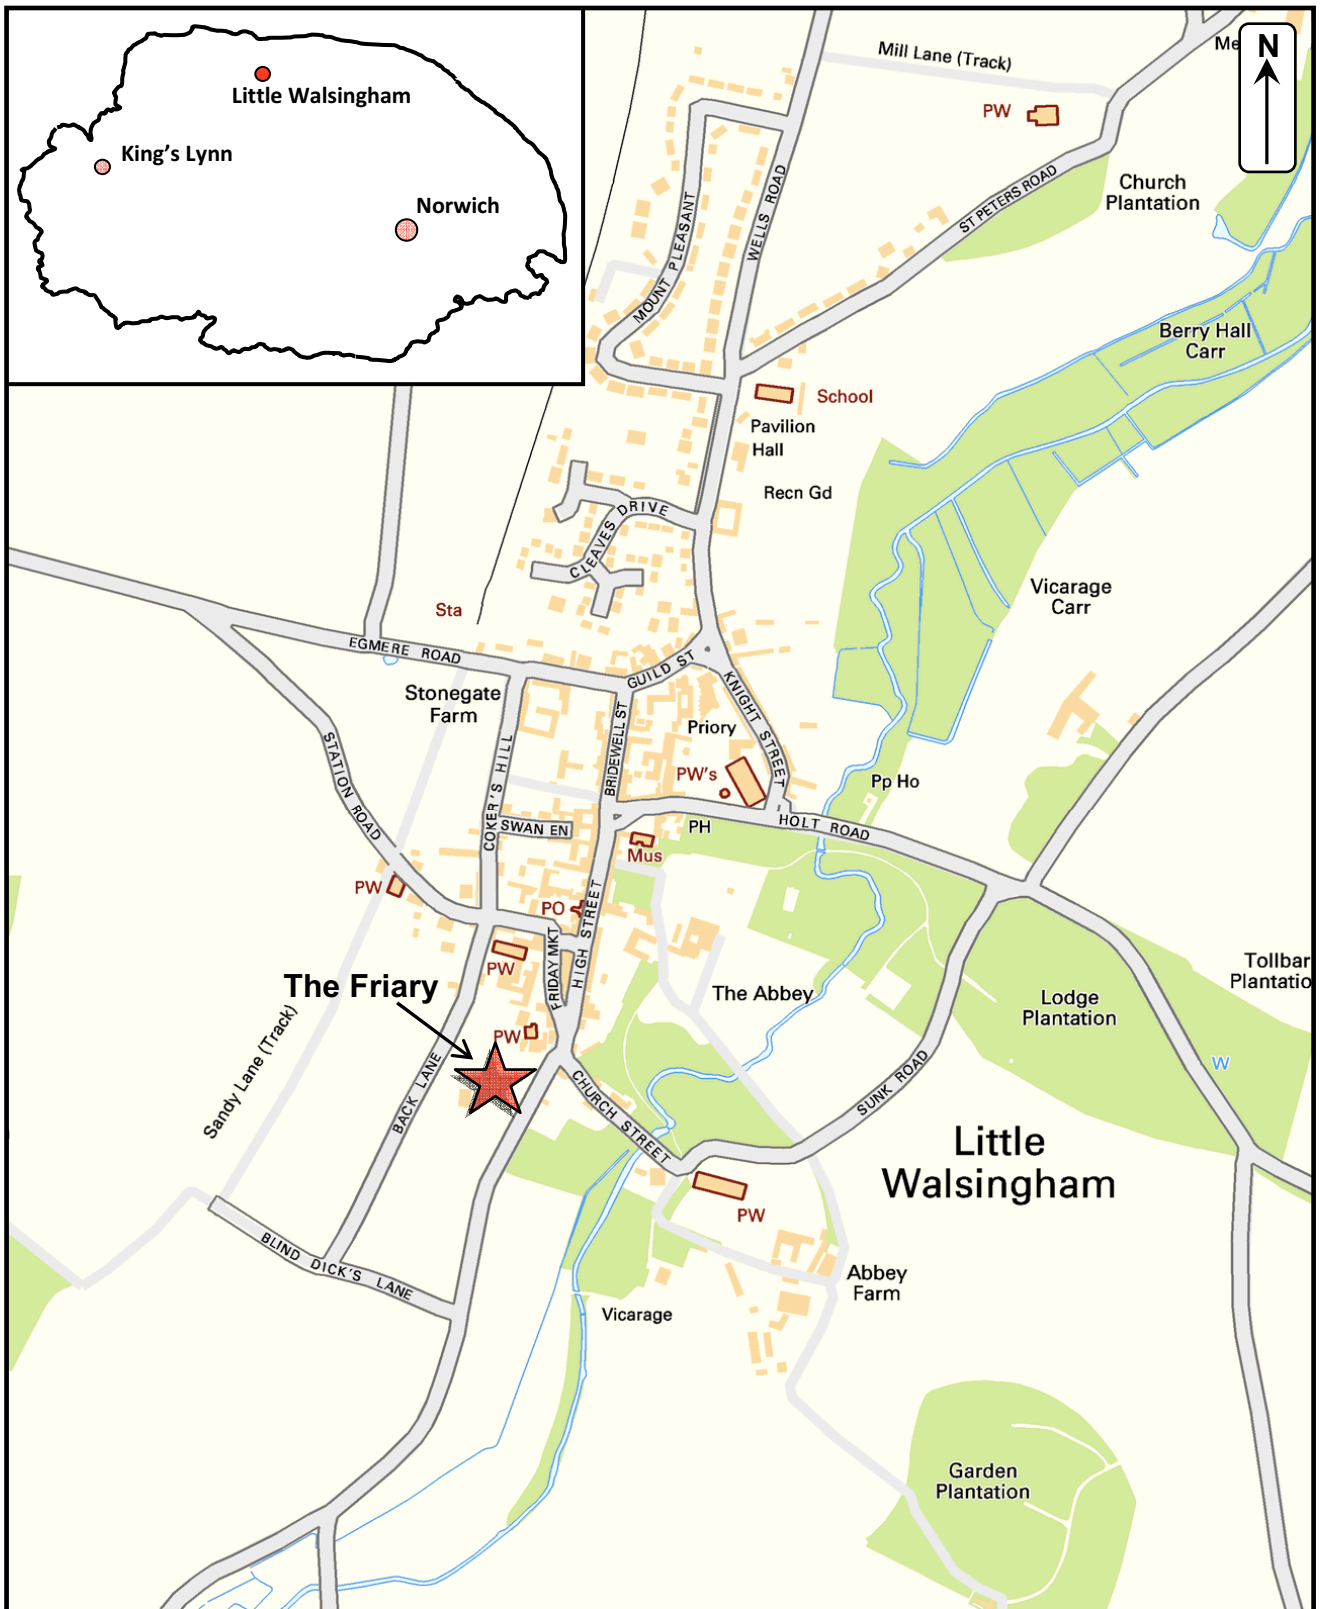 Little Walsingham
King's Lynn
Norwich
N
Me
Mill Lane (Track)
PW
Church
Plantation
ST PETERS ROAD
WELLS ROAD
MOUNT PLEASANT
Berry Hall
Carr
School
Pavilion
Hall
Recn Gd
CLEAVES DRIVE
Vicarage
Carr
Sta
EGMERE ROAD
GUILD ST
KNIGHT STREET
Stonegate
Farm
BRIDEWELL ST
Priory
STATION ROAD
COKER'S HILL
PW's
Pp Ho
SWAN EN
PH
HOLT ROAD
Mus
PW
PO
HIGH STREET
FRIDAY MKT
PW
The Friary
The Abbey
Tollbar
Plantatio
Lodge
Plantation
PW
W
Sandy Lane (Track)
BACK LANE
CHURCH STREET
SUNK ROAD
Little
Walsingham
PW
BLIND DICK'S LANE
Abbey
Farm
Vicarage
Garden
Plantation